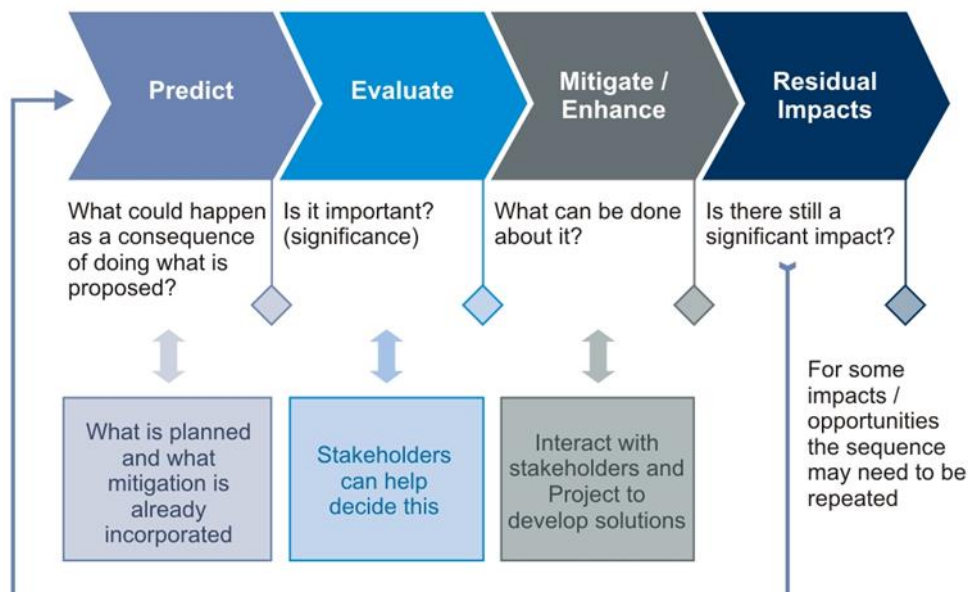 Predict
Evaluate
Mitigate /
Enhance
Residual
Impacts
What could happen
as a consequence
of doing what is
proposed?
Is it important?
(significance)
What can be done
about it?
Is there still a
significant impact?
What is planned
and what
mitigation is
already
incorporated
Stakeholders
can help
decide this
Interact with
stakeholders and
Project to
develop solutions
For some
impacts /
opportunities
the sequence
may need to be
repeated